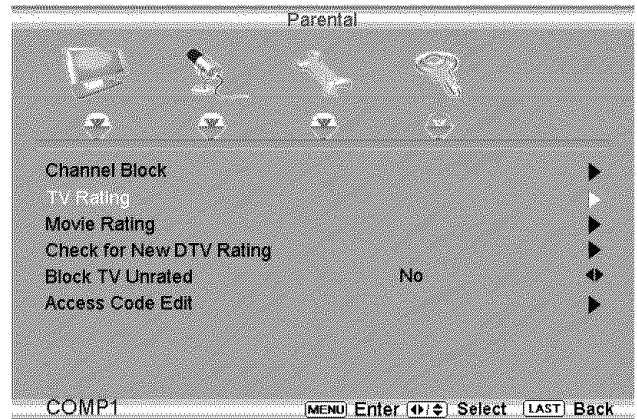 Parental
Channel Block
TV Rating
Movie Rating
Check for New DTV Rating
Block TV Unrated No
Access Code Edit
COMP1 MENU Enter Select LAST Back